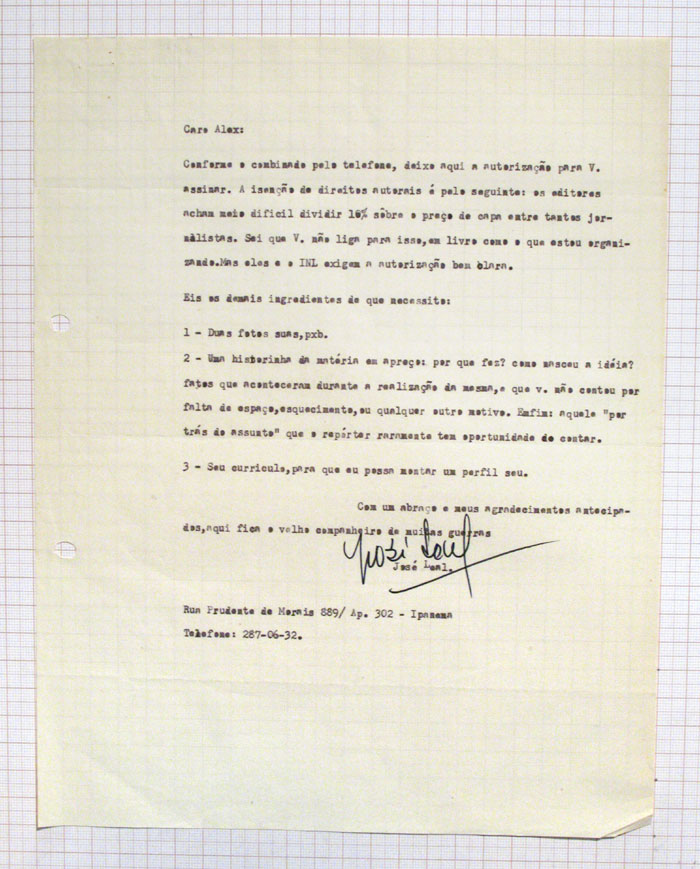 Caro Alex:
Conforme o combinado pelo telefone, deixo aqui a autorização para V.
assinar. A isenção de direitos autorais é pelo seguinte: os editores
acham meio dificil dividir 10% sôbre o preço de capa entre tantos jor-
nalistas. Sei que V. não liga para isso,em livro como o que estou organi-
zando.Mas eles e o INL exigem a autorização bem clara.
Eis os demais ingredientes de que necessito:
1 - Duas fotos suas,pxb.
2 - Uma historinha da matéria em apreço: por que fez? como nasceu a idéia?
fatos que aconteceram durante a realização da mesma,e que v. não contou por
falta de espaço,esquecimento,ou qualquer outro motivo. Emfim: aquele "por
trás do assunto" que o repórter raramente tem oportunidade de contar.
3 - Seu curriculo,para que eu possa montar um perfil seu.
Com um abraço e meus agradecimentos antecipa-
dos,aqui fica o velho companheiro de muitas guerras
José Leal
José Leal.
Rua Prudente de Morais 889/ Ap. 302 - Ipanema
Telefone: 287-06-32.